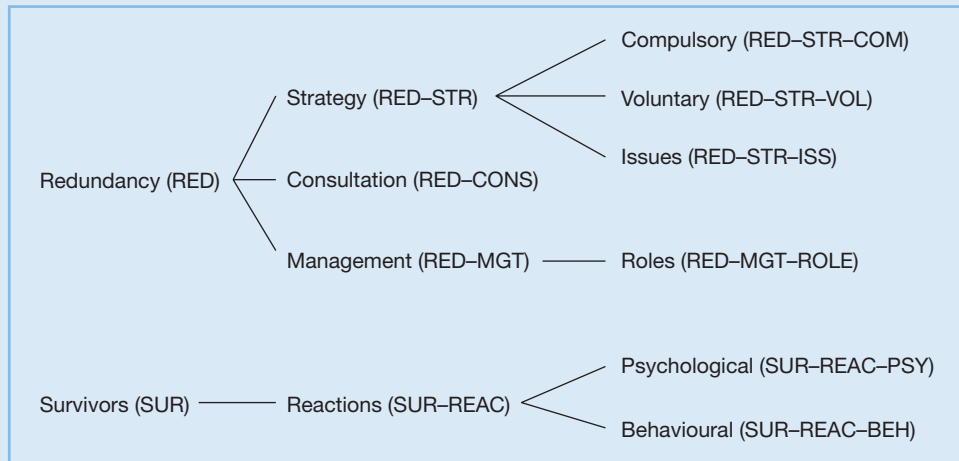 Compulsory (RED–STR–COM)
Strategy (RED–STR)
Voluntary (RED–STR–VOL)
Issues (RED–STR–ISS)
Redundancy (RED)
Consultation (RED–CONS)
Management (RED–MGT)
Roles (RED–MGT–ROLE)
Psychological (SUR–REAC–PSY)
Survivors (SUR)
Reactions (SUR–REAC)
Behavioural (SUR–REAC–BEH)